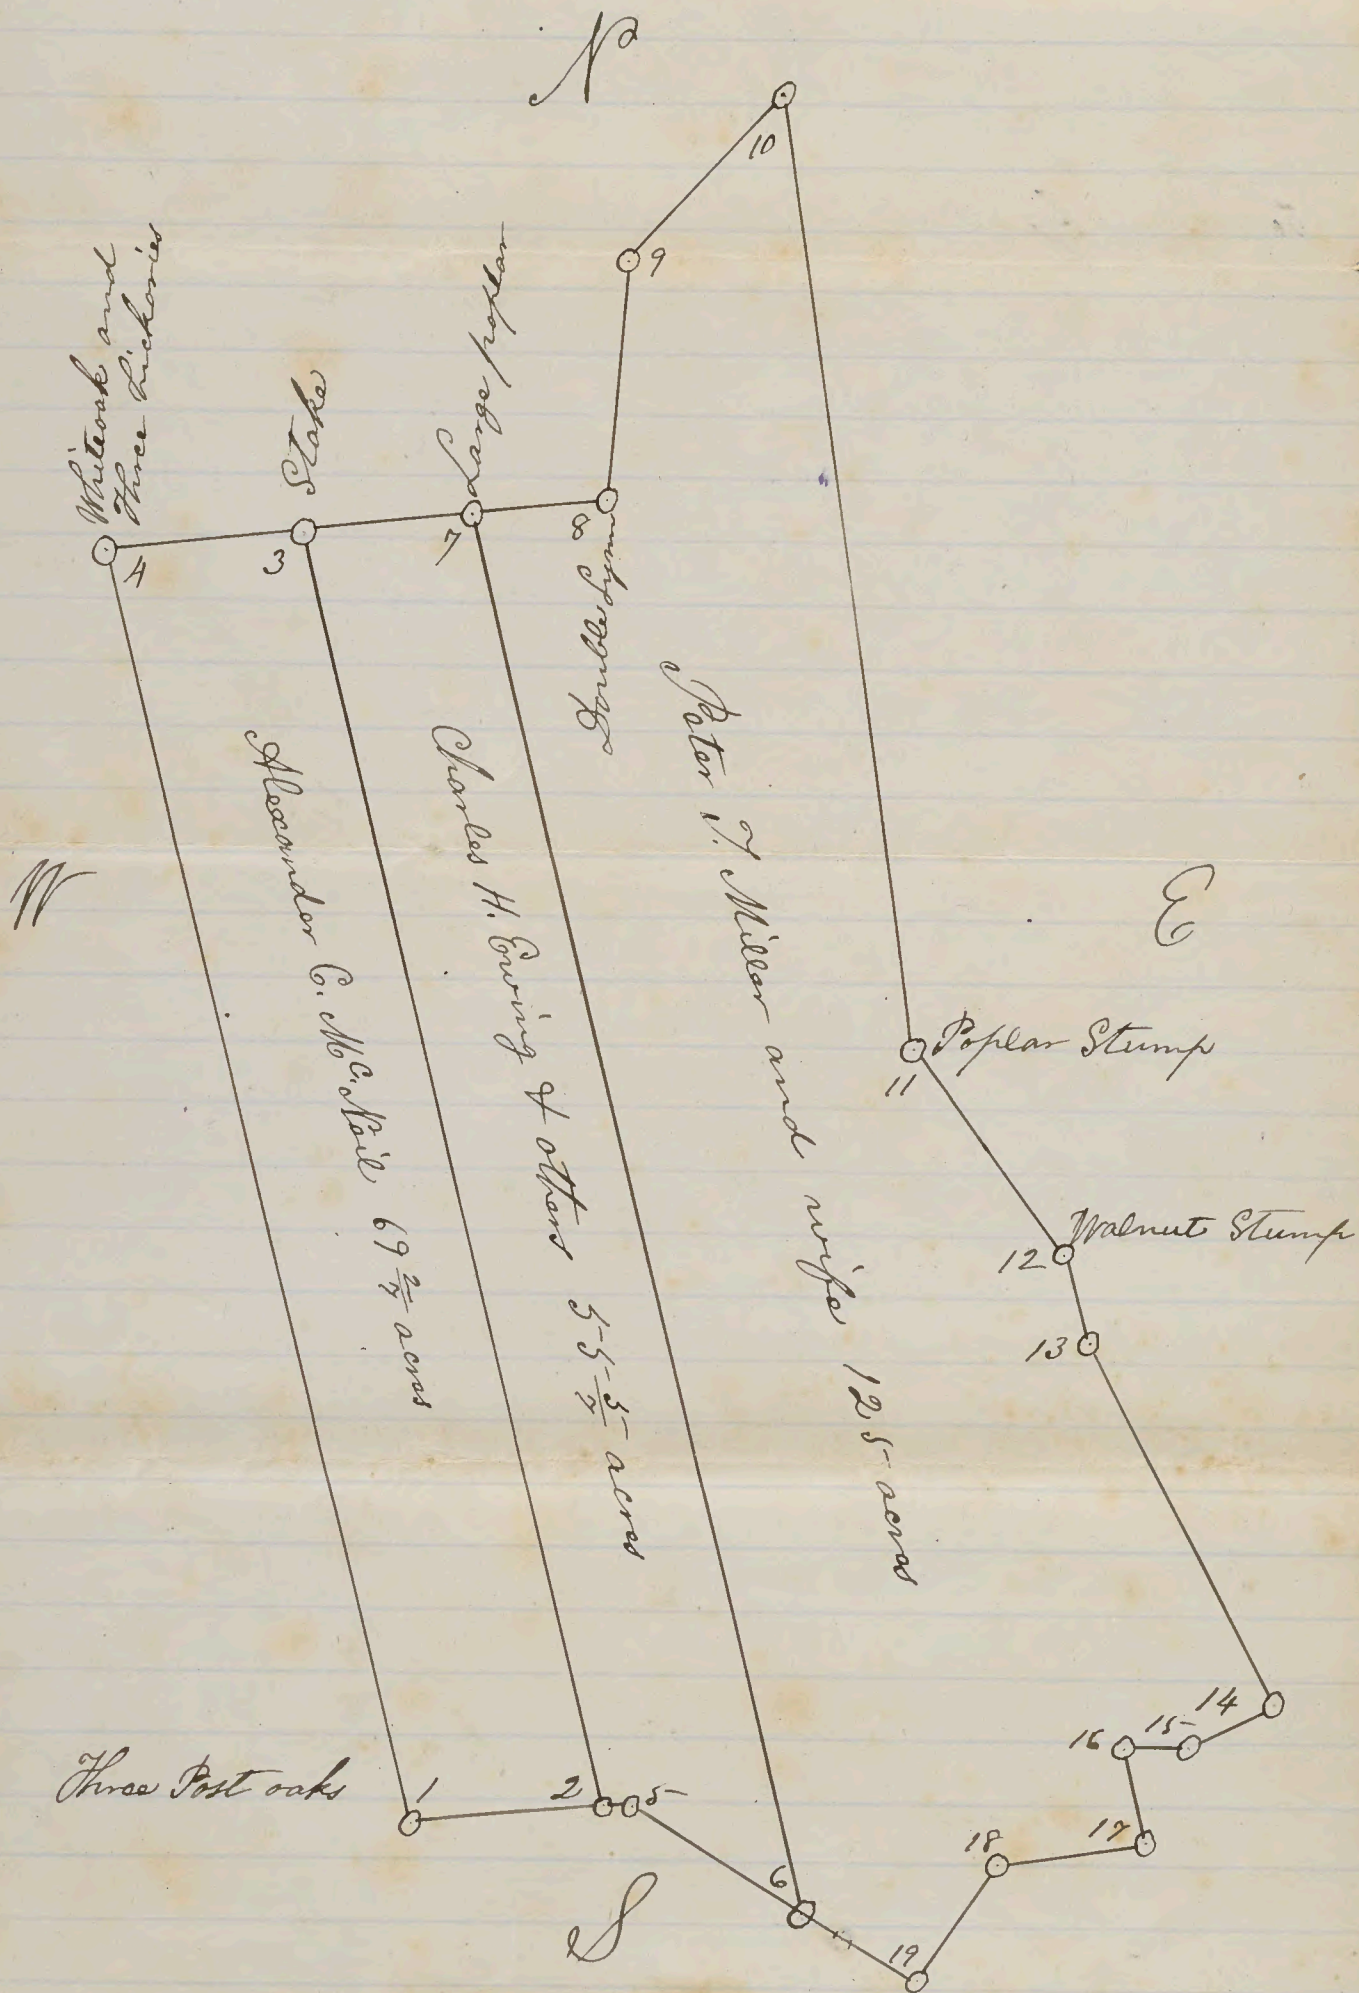 N
10
9
Whiteoak and
three hickories
Stake
Large poplar
4
3
7
8
Double Gum
Peter T. Miller and wife 125 acres
Charles H. Ewing & others 55 5/7 acres
Alexander C. McNeil 69 2/7 acres
W
E
11
Poplar Stump
12
Walnut Stump
13
14
15
16
17
18
19
Three Post oaks
1
2
5
6
S